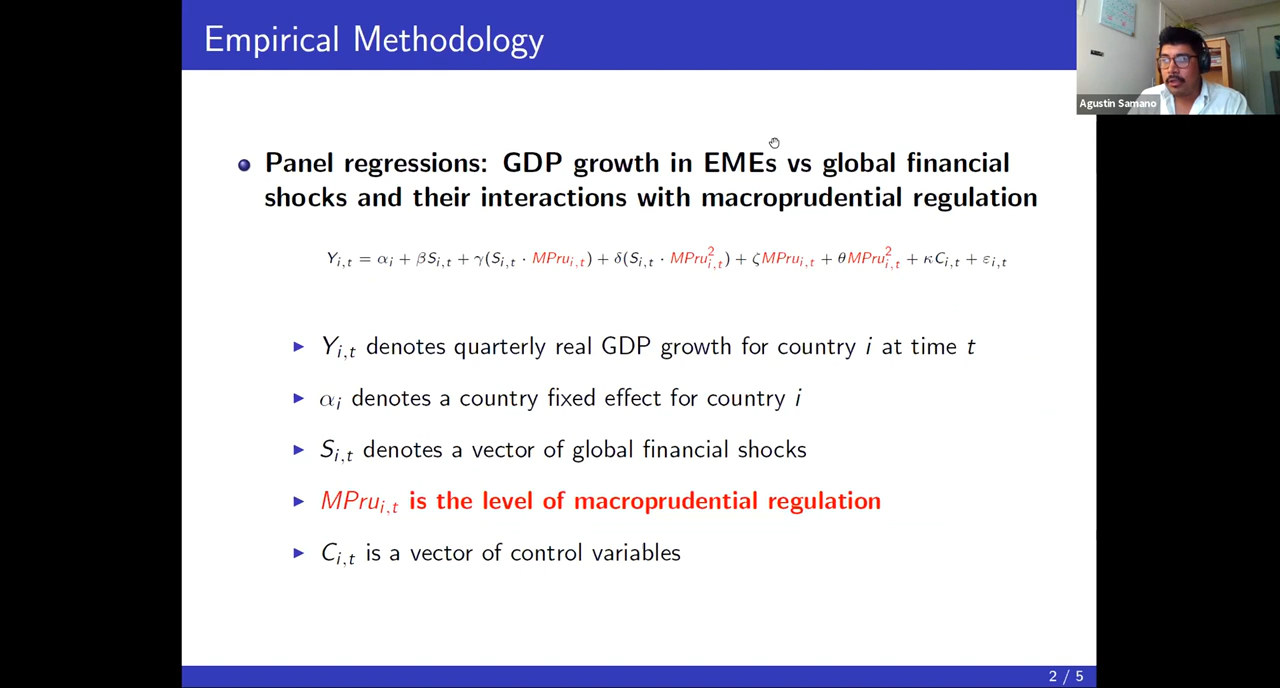 Empirical Methodology
Agustin Samano
Panel regressions: GDP growth in EMEs vs global financial
shocks and their interactions with macroprudential regulation
Y_{i,t} = α_i + βS_{i,t} + γ(S_{i,t} · MPru_{i,t}) + δ(S_{i,t} · MPru²_{i,t}) + ζMPru_{i,t} + θMPru²_{i,t} + κC_{i,t} + ε_{i,t}
Y_{i,t} denotes quarterly real GDP growth for country i at time t
α_i denotes a country fixed effect for country i
S_{i,t} denotes a vector of global financial shocks
MPru_{i,t} is the level of macroprudential regulation
C_{i,t} is a vector of control variables
2 / 5